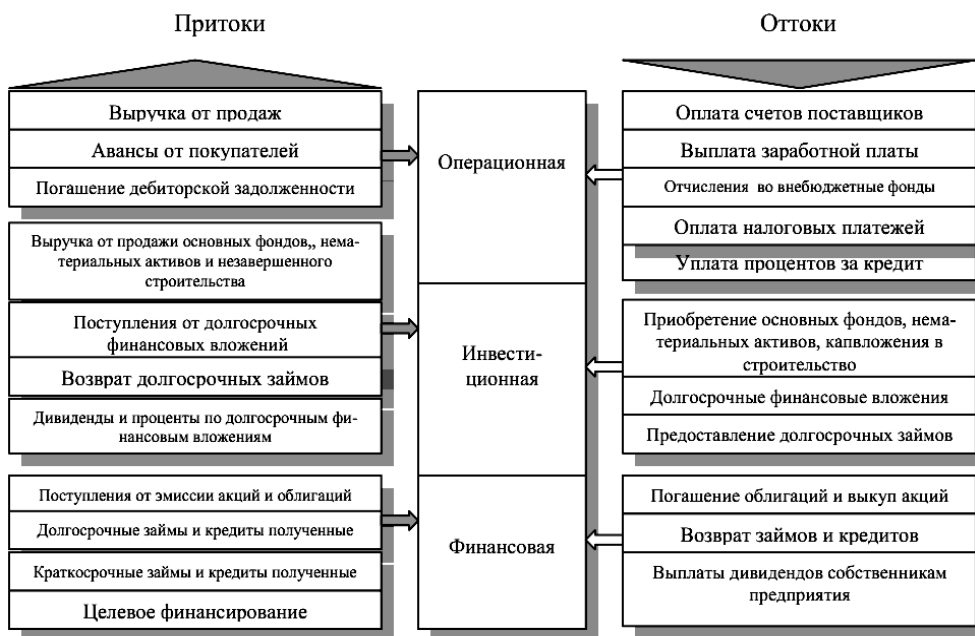 Притоки
Оттоки
Выручка от продаж
Авансы от покупателей
Погашение дебиторской задолженности
Выручка от продажи основных фондов,, нема-
териальных активов и незавершенного
строительства
Поступления от долгосрочных
финансовых вложений
Возврат долгосрочных займов
Дивиденды и проценты по долгосрочным фи-
нансовым вложениям
Поступления от эмиссии акций и облигаций
Долгосрочные займы и кредиты полученные
Краткосрочные займы и кредиты полученные
Целевое финансирование
Операционная
Инвести-
ционная
Финансовая
Оплата счетов поставщиков
Выплата заработной платы
Отчисления во внебюджетные фонды
Оплата налоговых платежей
Уплата процентов за кредит
Приобретение основных фондов, нема-
териальных активов, капвложения в
строительство
Долгосрочные финансовые вложения
Предоставление долгосрочных займов
Погашение облигаций и выкуп акций
Возврат займов и кредитов
Выплаты дивидендов собственникам
предприятия